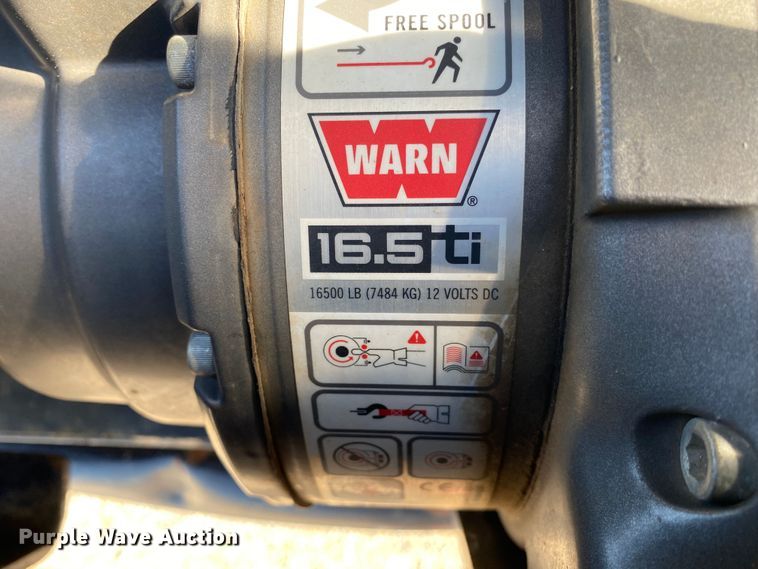 FREE SPOOL
WARN
®
16.5ti
16500 LB (7484 KG) 12 VOLTS DC
Purple Wave Auction